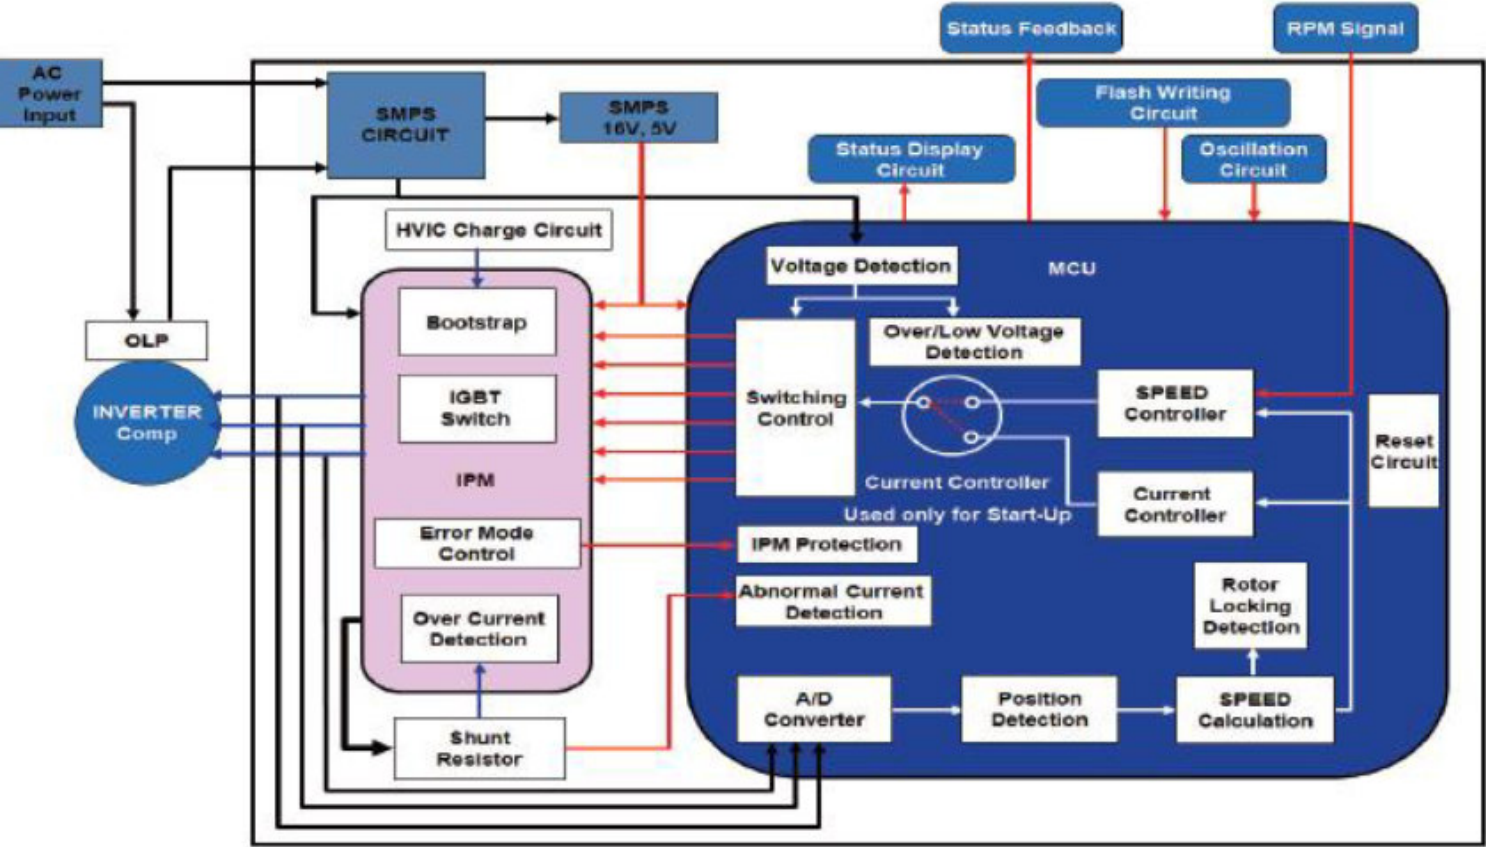 Status Feedback
RPM Signal
AC
Power
Input
SMPS
CIRCUIT
SMPS
16V, 5V
Flash Writing
Circuit
Status Display
Circuit
Oscillation
Circuit
HVIC Charge Circuit
Voltage Detection
MCU
Bootstrap
OLP
Over/Low Voltage
Detection
INVERTER
Comp
IGBT
Switch
Switching
Control
SPEED
Controller
Reset
Circuit
IPM
Current Controller
Used only for Start-Up
Current
Controller
Error Mode
Control
IPM Protection
Abnormal Current
Detection
Rotor
Locking
Detection
Over Current
Detection
A/D
Converter
Position
Detection
SPEED
Calculation
Shunt
Resistor